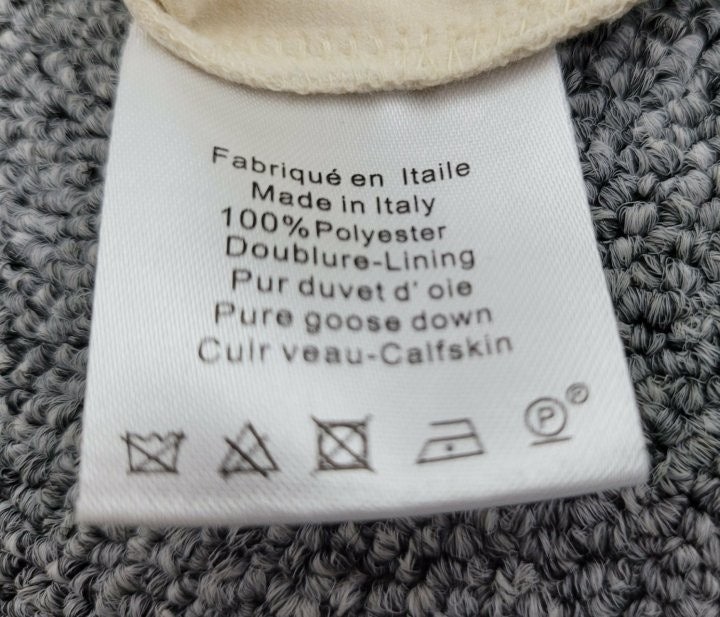 Fabriqué en Itaile
Made in Italy
100% Polyester
Doublure-Lining
Pur duvet d' oie
Pure goose down
Cuir veau-Calfskin
P ®